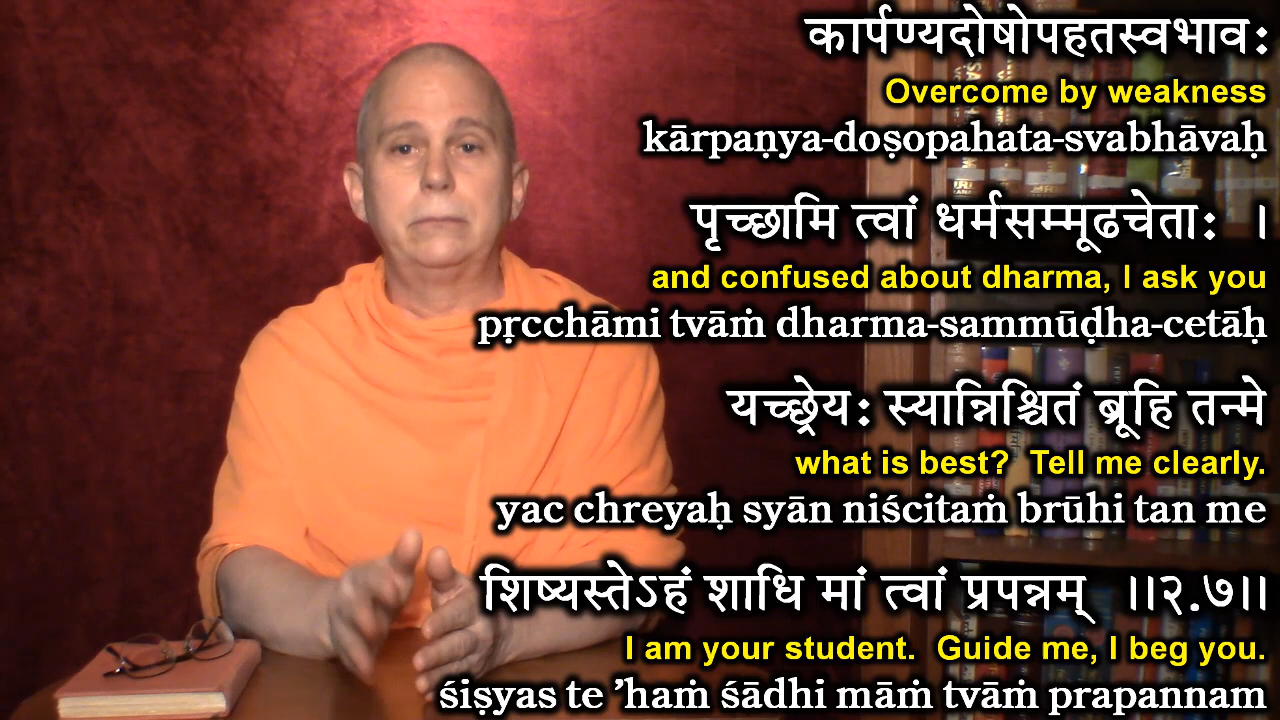 कार्पण्यदोषोपहतस्वभावः
Overcome by weakness
kārpaṇya-doṣopahata-svabhāvaḥ
पृच्छामि त्वां धर्मसम्मूढचेताः ।
and confused about dharma, I ask you
pṛcchāmi tvāṁ dharma-sammūḍha-cetāḥ
यच्छ्रेयः स्यान्निश्चितं ब्रूहि तन्मे
what is best? Tell me clearly.
yac chreyaḥ syān niścitaṁ brūhi tan me
शिष्यस्तेऽहं शाधि मां त्वां प्रपन्नम् ।।२.७।।
I am your student. Guide me, I beg you.
śiṣyas te ’haṁ śādhi māṁ tvāṁ prapannam